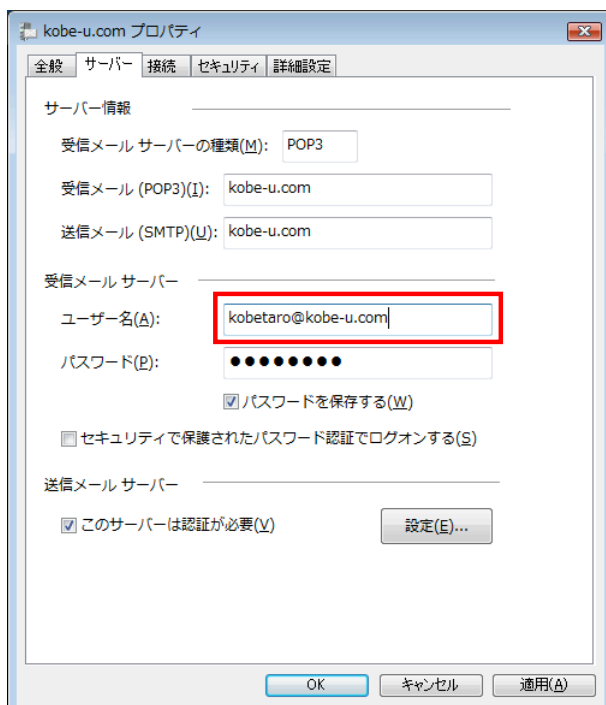 kobe-u.com プロパティ
全般 サーバー 接続 セキュリティ 詳細設定
サーバー情報
受信メール サーバーの種類(M): POP3
受信メール (POP3)(I): kobe-u.com
送信メール (SMTP)(U): kobe-u.com
受信メール サーバー
ユーザー名(A): kobetaro@kobe-u.com
パスワード(P): ●●●●●●●●
パスワードを保存する(W)
セキュリティで保護されたパスワード認証でログオンする(S)
送信メール サーバー
このサーバーは認証が必要(V) 設定(E)...
OK キャンセル 適用(A)